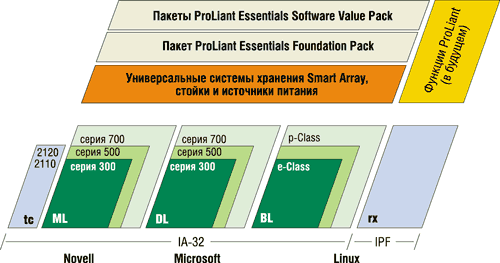 Пакеты ProLiant Essentials Software Value Pack
Пакет ProLiant Essentials Foundation Pack
Универсальные системы хранения Smart Array,
стойки и источники питания
Функции ProLiant
(в будущем)
2120
2110
tc
серия 700
серия 500
серия 300
ML
серия 700
серия 500
серия 300
DL
p-Class
e-Class
BL
rx
IA-32
IPF
Novell
Microsoft
Linux